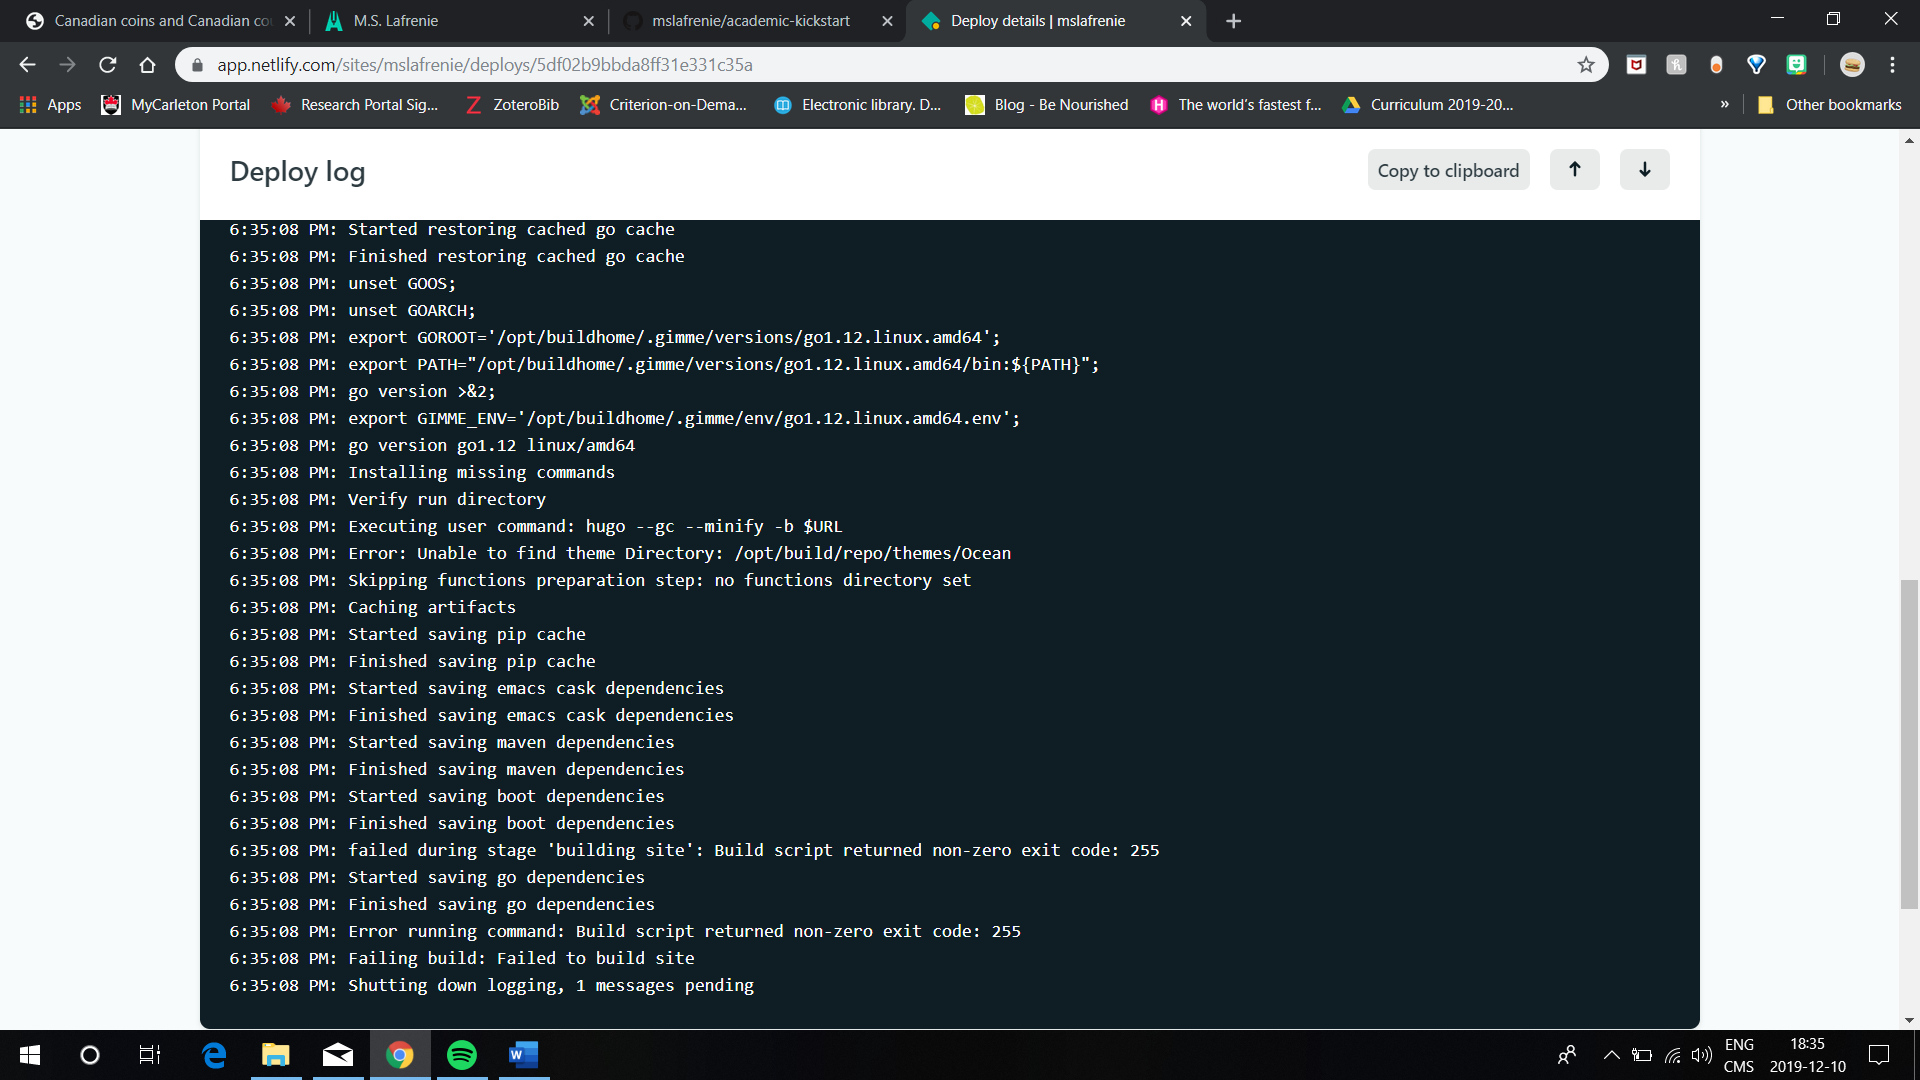 Canadian coins and Canadian co
M.S. Lafrenie
mslafrenie/academic-kickstart
Deploy details | mslafrenie
app.netlify.com/sites/mslafrenie/deploys/5df02b9bbda8ff31e331c35a
Apps
MyCarleton Portal
Research Portal Sig...
ZoteroBib
Criterion-on-Dema...
Electronic library. D...
Blog - Be Nourished
The world's fastest f...
Curriculum 2019-20...
»
Other bookmarks
Deploy log
Copy to clipboard
6:35:08 PM: Started restoring cached go cache
6:35:08 PM: Finished restoring cached go cache
6:35:08 PM: unset GOOS;
6:35:08 PM: unset GOARCH;
6:35:08 PM: export GOROOT='/opt/buildhome/.gimme/versions/go1.12.linux.amd64';
6:35:08 PM: export PATH="/opt/buildhome/.gimme/versions/go1.12.linux.amd64/bin:${PATH}";
6:35:08 PM: go version >&2;
6:35:08 PM: export GIMME_ENV='/opt/buildhome/.gimme/env/go1.12.linux.amd64.env';
6:35:08 PM: go version go1.12 linux/amd64
6:35:08 PM: Installing missing commands
6:35:08 PM: Verify run directory
6:35:08 PM: Executing user command: hugo --gc --minify -b $URL
6:35:08 PM: Error: Unable to find theme Directory: /opt/build/repo/themes/Ocean
6:35:08 PM: Skipping functions preparation step: no functions directory set
6:35:08 PM: Caching artifacts
6:35:08 PM: Started saving pip cache
6:35:08 PM: Finished saving pip cache
6:35:08 PM: Started saving emacs cask dependencies
6:35:08 PM: Finished saving emacs cask dependencies
6:35:08 PM: Started saving maven dependencies
6:35:08 PM: Finished saving maven dependencies
6:35:08 PM: Started saving boot dependencies
6:35:08 PM: Finished saving boot dependencies
6:35:08 PM: failed during stage 'building site': Build script returned non-zero exit code: 255
6:35:08 PM: Started saving go dependencies
6:35:08 PM: Finished saving go dependencies
6:35:08 PM: Error running command: Build script returned non-zero exit code: 255
6:35:08 PM: Failing build: Failed to build site
6:35:08 PM: Shutting down logging, 1 messages pending
ENG
CMS
18:35
2019-12-10